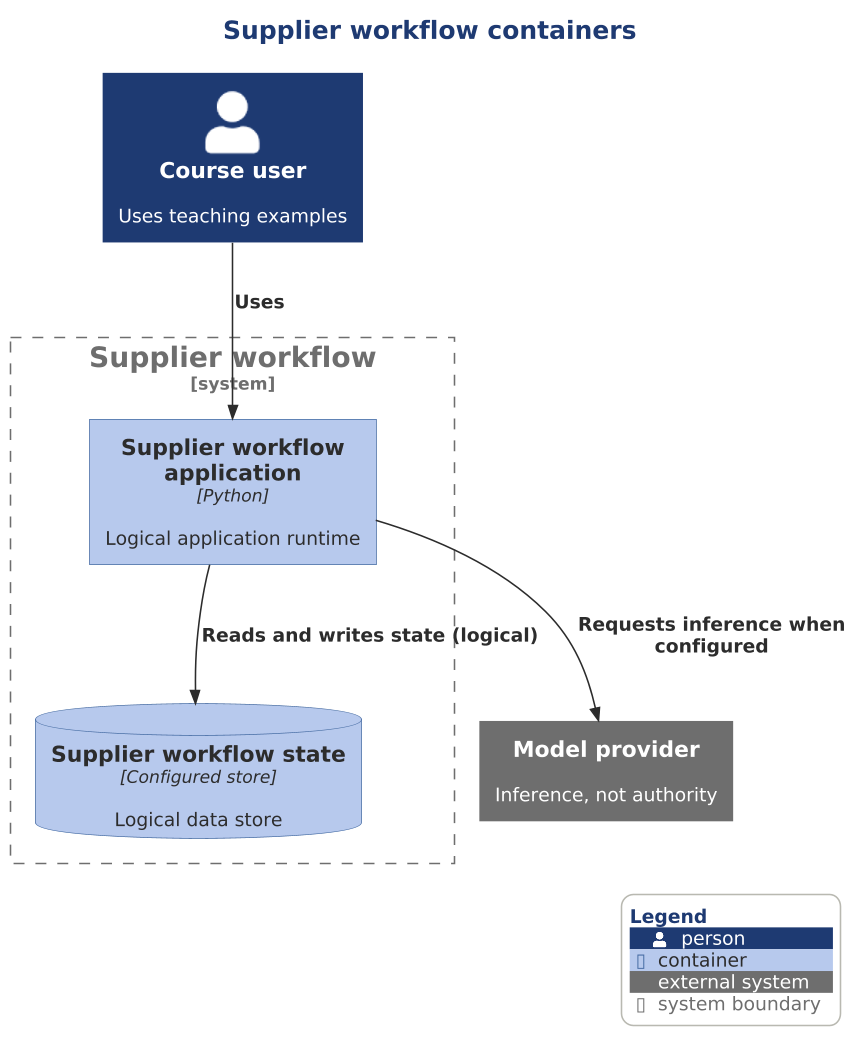 Supplier workflow containers
Course user
Uses teaching examples
Uses
Supplier workflow
[system]
Supplier workflow
application
[Python]
Logical application runtime
Reads and writes state (logical)
Requests inference when
configured
Supplier workflow state
[Configured store]
Logical data store
Model provider
Inference, not authority
Legend
person
container
external system
system boundary